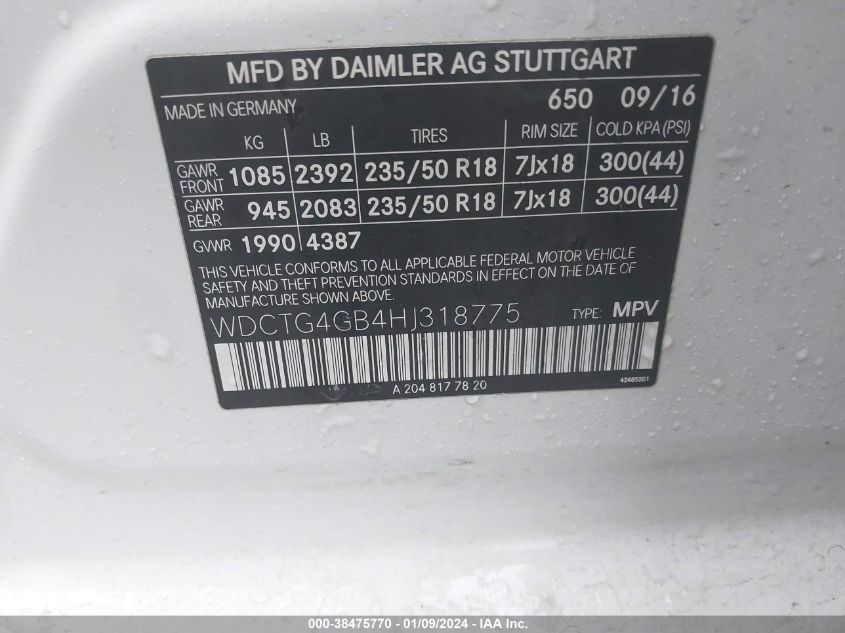 MFD BY DAIMLER AG STUTTGART
MADE IN GERMANY 650 09/16
KG LB TIRES RIM SIZE COLD KPA (PSI)
GAWR FRONT 1085 2392 235/50 R18 7Jx18 300(44)
GAWR REAR 945 2083 235/50 R18 7Jx18 300(44)
GVWR 1990 4387
THIS VEHICLE CONFORMS TO ALL APPLICABLE FEDERAL MOTOR VEHICLE
SAFETY AND THEFT PREVENTION STANDARDS IN EFFECT ON THE DATE OF
MANUFACTURE SHOWN ABOVE.
WDCTG4GB4HJ318775 TYPE: MPV
A 204 817 78 20 42485201
000-38475770 - 01/09/2024 - IAA Inc.